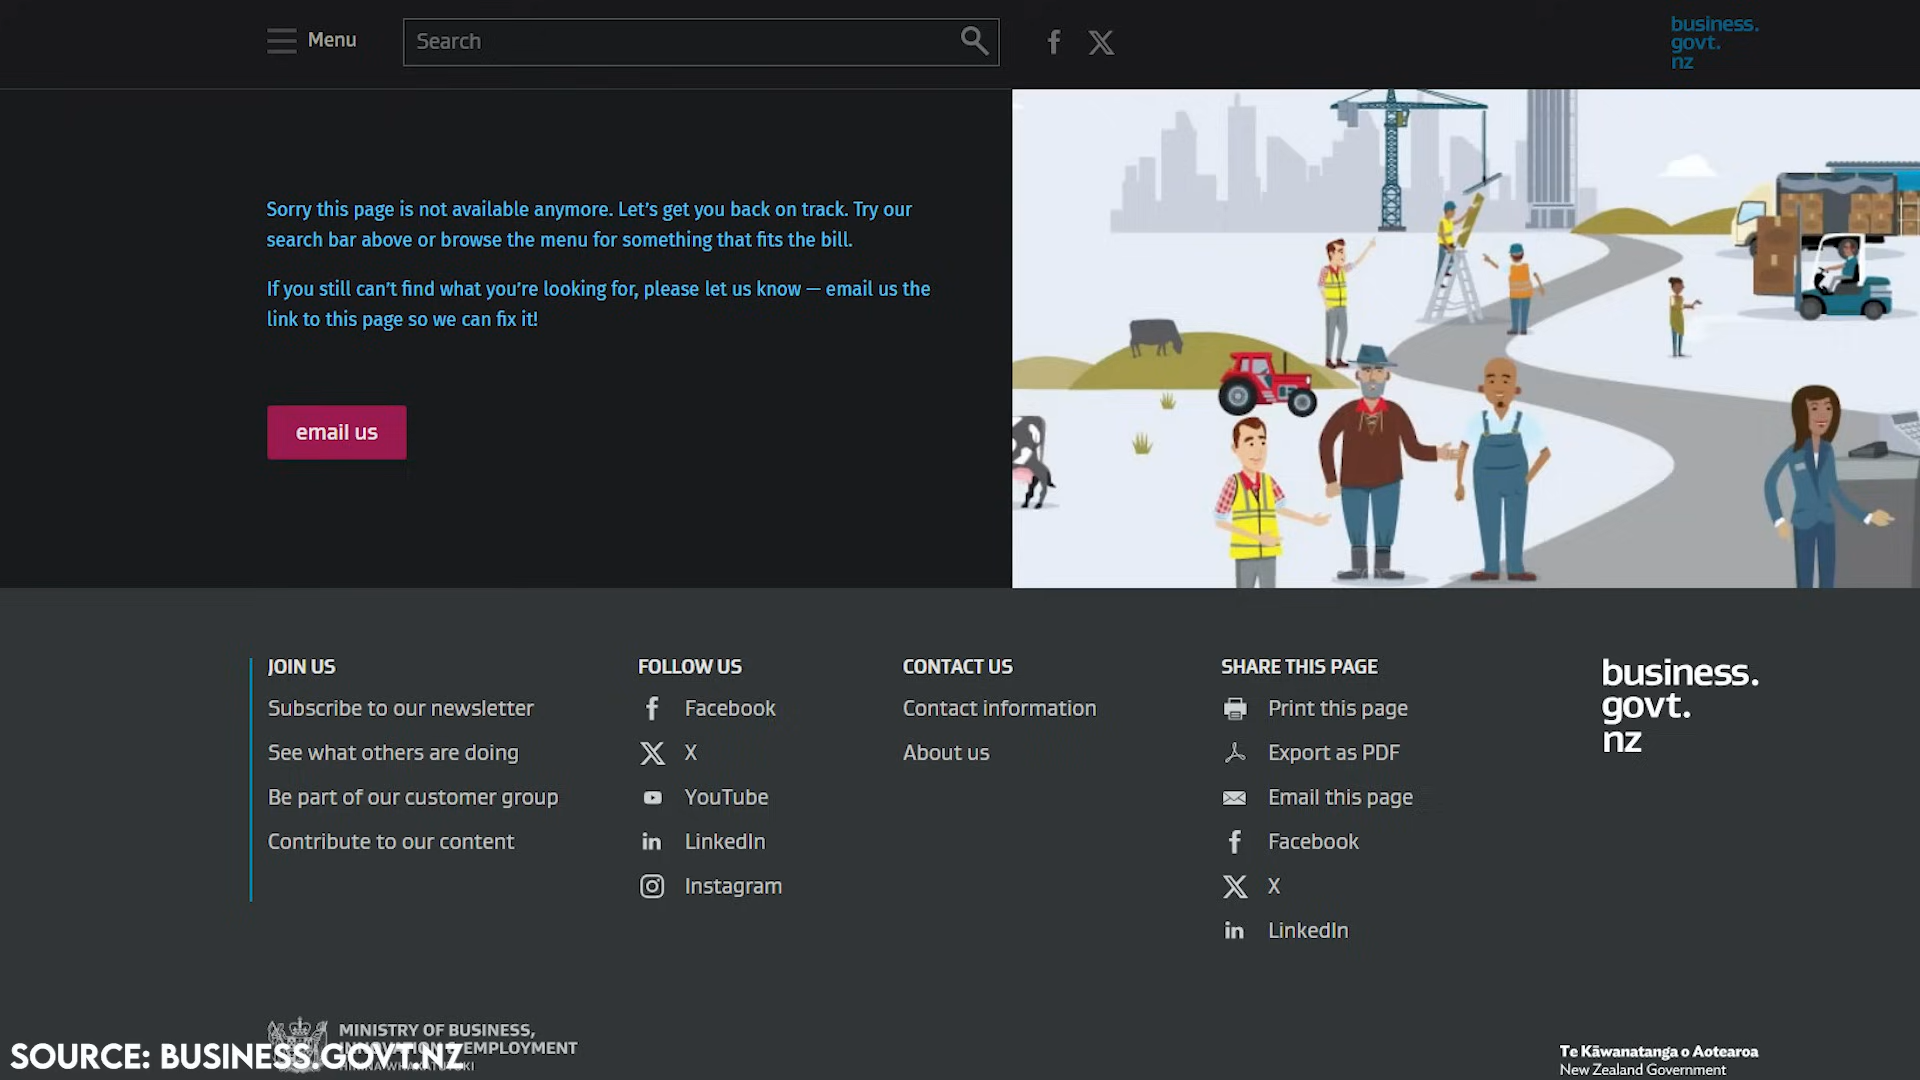 Menu
Search
business.
govt.
nz
Sorry this page is not available anymore. Let's get you back on track. Try our
search bar above or browse the menu for something that fits the bill.
If you still can't find what you're looking for, please let us know — email us the
link to this page so we can fix it!
email us
JOIN US
Subscribe to our newsletter
See what others are doing
Be part of our customer group
Contribute to our content
FOLLOW US
Facebook
X
YouTube
LinkedIn
Instagram
CONTACT US
Contact information
About us
SHARE THIS PAGE
Print this page
Export as PDF
Email this page
Facebook
X
LinkedIn
business.
govt.
nz
MINISTRY OF BUSINESS,
EMPLOYMENT
SOURCE: BUSINESS.GOVT.NZ
Te Kāwanatanga o Aotearoa
New Zealand Government